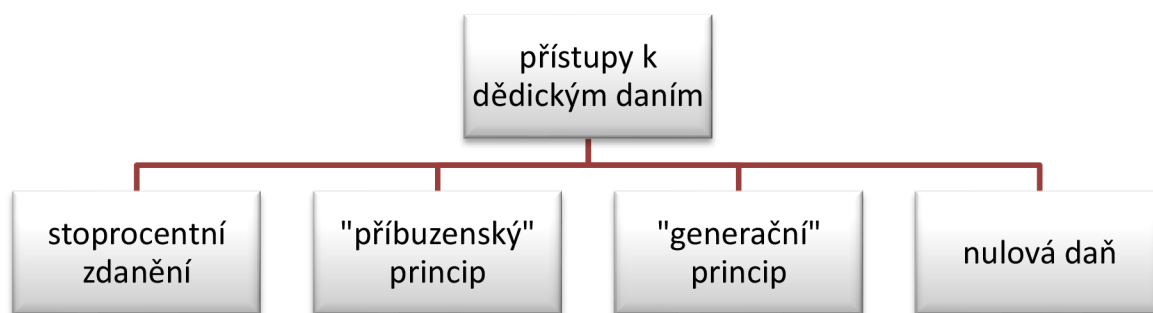 přístupy k
dědickým daním
stoprocentní
zdanění
"příbuzenský"
princip
"generační"
princip
nulová daň